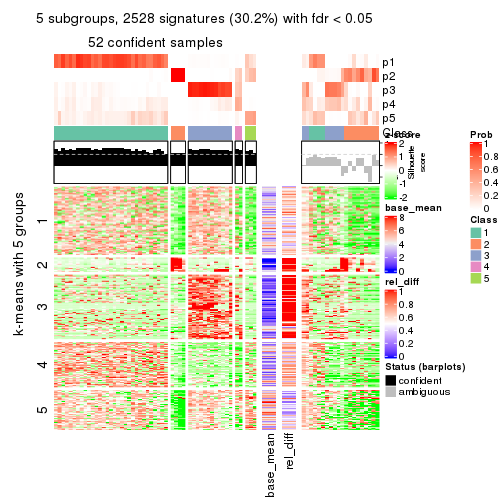 5 subgroups, 2528 signatures (30.2%) with fdr < 0.05
52 confident samples
p1
p2
p3
p4
p5
Class
Silhouette
score
k-means with 5 groups
1
2
3
4
5
base_mean
rel_diff
z-score
2
1
0
-1
-2
base_mean
8
6
4
2
0
rel_diff
1
0.8
0.6
0.4
0.2
0
Status (barplots)
confident
ambiguous
Prob
1
0.8
0.6
0.4
0.2
0
Class
1
2
3
4
5